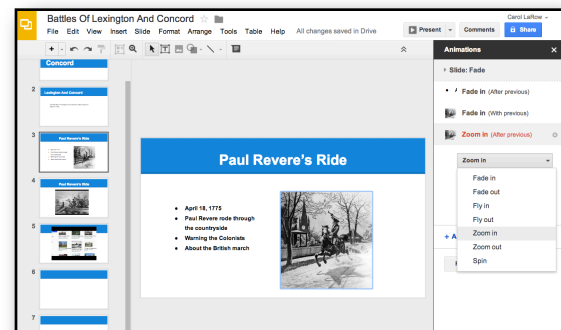 Battles Of Lexington And Concord
Carol LaRow
File Edit View Insert Slide Format Arrange Tools Table Help All changes saved in Drive
Present Comments Share
Animations
Slide: Fade
Fade in (After previous)
Fade in (With previous)
Zoom in (After previous)
Zoom in
Fade in
Fade out
Fly in
Fly out
Zoom in
Zoom out
Spin
+ A
Concord
2
Lexington And Concord
3
Paul Revere's Ride
4
Paul Revere's Ride
5
6
7
Paul Revere's Ride
April 18, 1775
Paul Revere rode through
the countryside
Warning the Colonists
About the British march